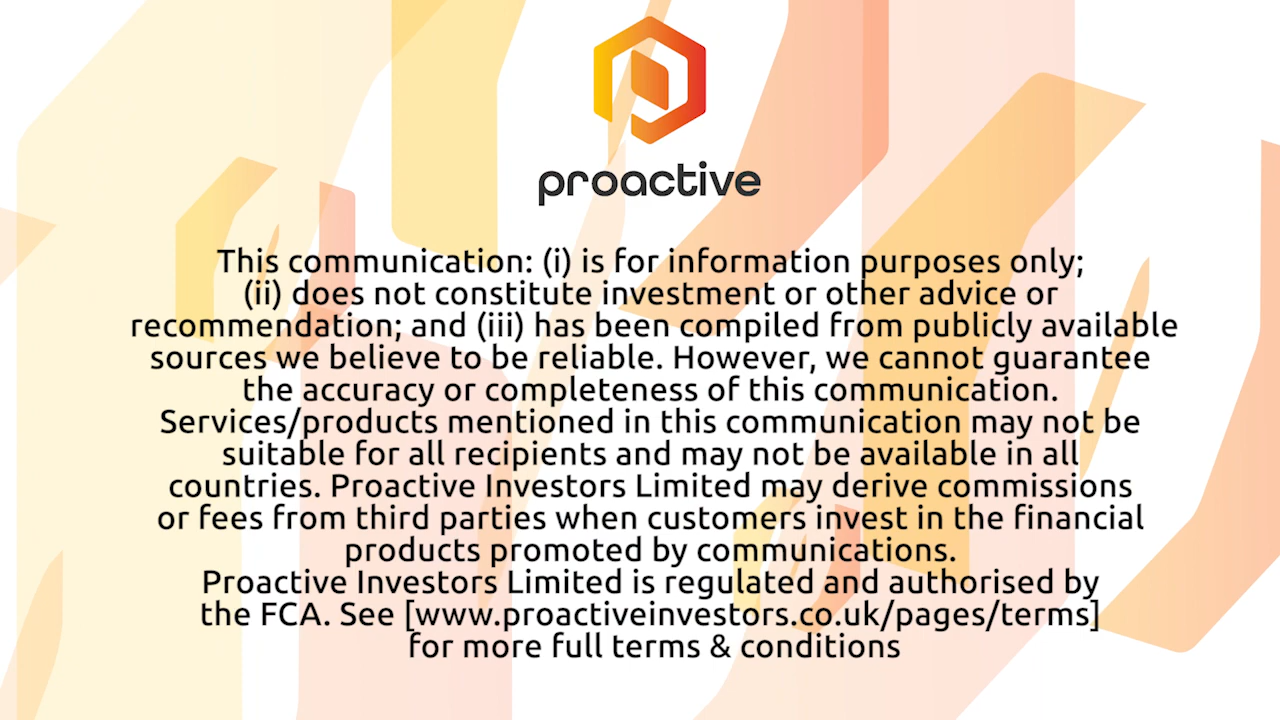 proactive
This communication: (i) is for information purposes only;
(ii) does not constitute investment or other advice or
recommendation; and (iii) has been compiled from publicly available
sources we believe to be reliable. However, we cannot guarantee
the accuracy or completeness of this communication.
Services/products mentioned in this communication may not be
suitable for all recipients and may not be available in all
countries. Proactive Investors Limited may derive commissions
or fees from third parties when customers invest in the financial
products promoted by communications.
Proactive Investors Limited is regulated and authorised by
the FCA. See [www.proactiveinvestors.co.uk/pages/terms]
for more full terms & conditions